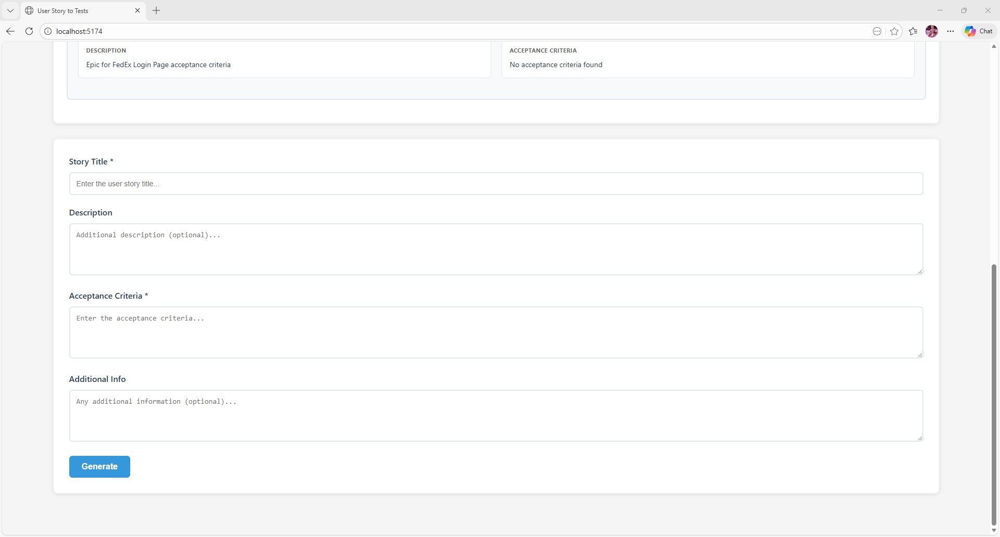 User Story to Tests
localhost:5174
Chat
DESCRIPTION
Epic for FedEx Login Page acceptance criteria
ACCEPTANCE CRITERIA
No acceptance criteria found
Story Title *
Enter the user story title...
Description
Additional description (optional)...
Acceptance Criteria *
Enter the acceptance criteria...
Additional Info
Any additional information (optional)...
Generate